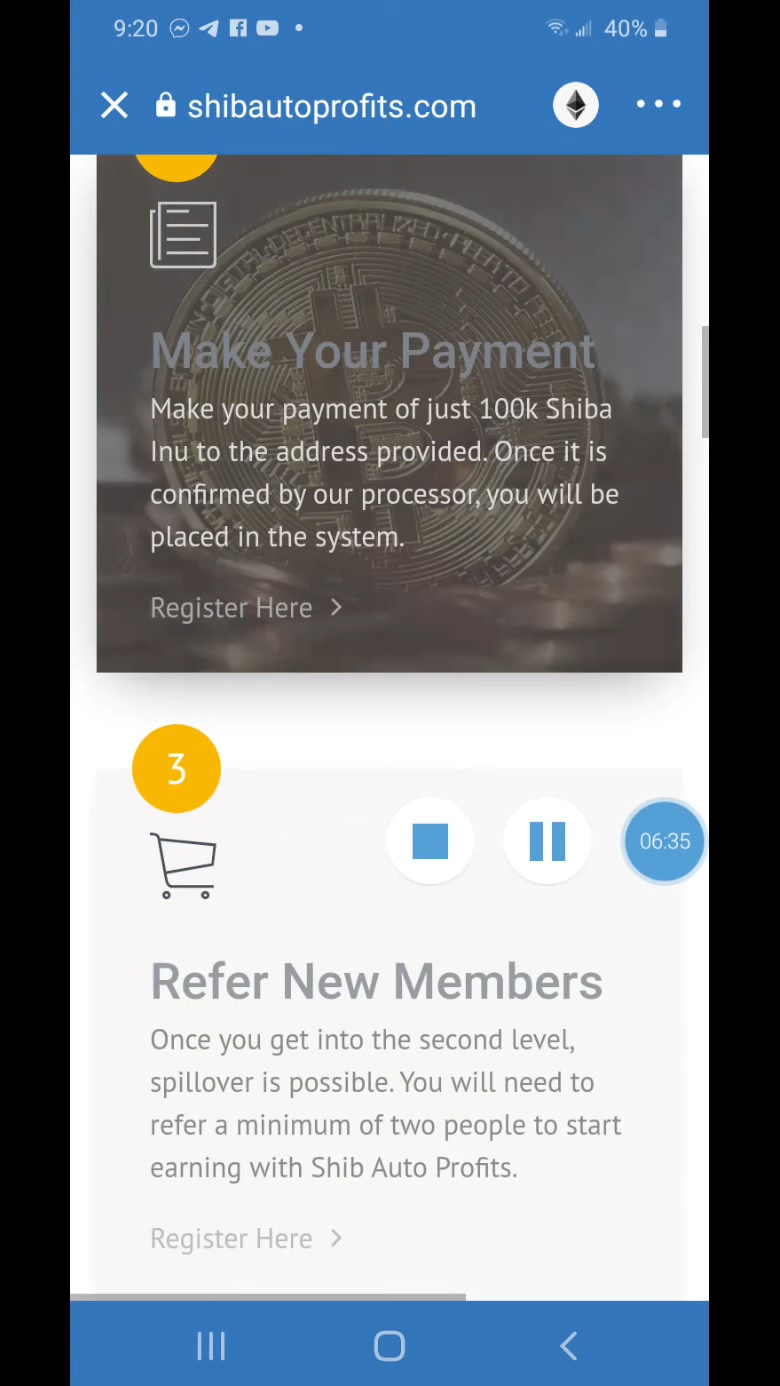 9:20
40%
shibautoprofits.com
Make Your Payment
Make your payment of just 100k Shiba
Inu to the address provided. Once it is
confirmed by our processor, you will be
placed in the system.
Register Here
3
06:35
Refer New Members
Once you get into the second level,
spillover is possible. You will need to
refer a minimum of two people to start
earning with Shib Auto Profits.
Register Here